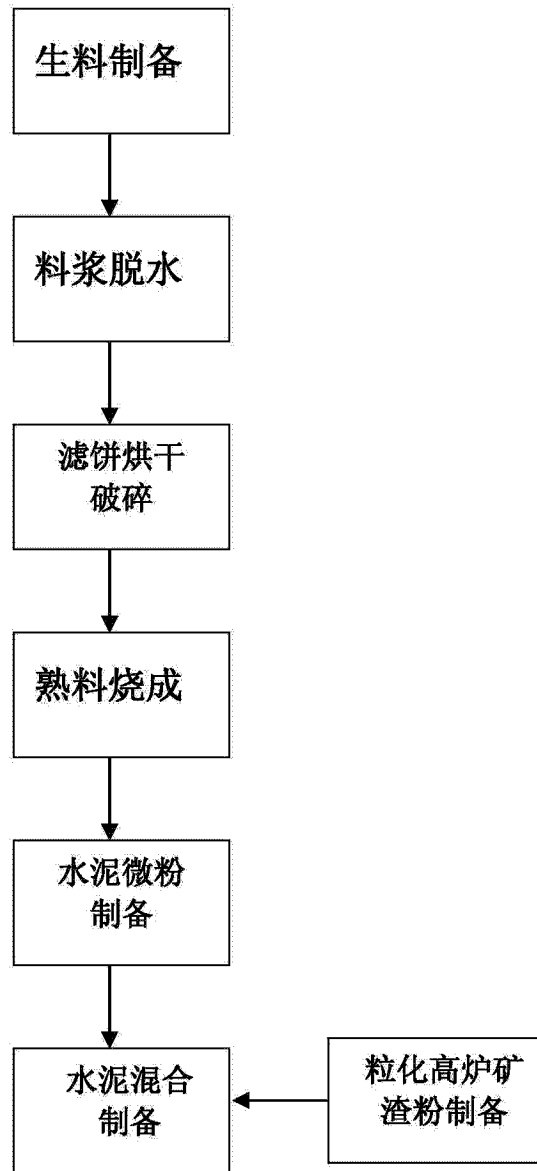 生料制备
料浆脱水
滤饼烘干
破碎
熟料烧成
水泥微粉
制备
水泥混合
制备
粒化高炉矿
渣粉制备